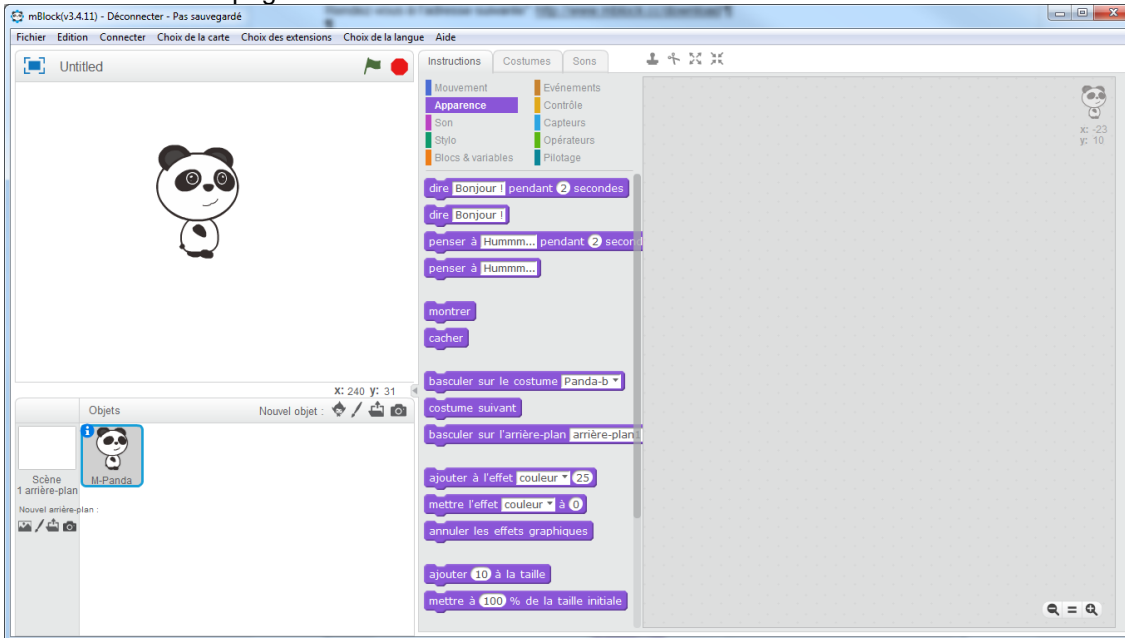 mBlock(v3.4.11) - Déconnecter - Pas sauvegardé
Fichier Edition Connecter Choix de la carte Choix des extensions Choix de la langue Aide
Untitled
Instructions Costumes Sons
Mouvement Evénements
Apparence Contrôle
Son Capteurs
Stylo Opérateurs
Blocs & variables Pilotage
x: -23
y: 10
dire Bonjour ! pendant 2 secondes
dire Bonjour !
penser à Hummm... pendant 2 second
penser à Hummm...
montrer
cacher
basculer sur le costume Panda-b
costume suivant
basculer sur l'arrière-plan arrière-plan1
ajouter à l'effet couleur 25
mettre l'effet couleur à 0
annuler les effets graphiques
ajouter 10 à la taille
mettre à 100 % de la taille initiale
x: 240 y: 31
Objets Nouvel objet :
Scène
1 arrière-plan
M-Panda
Nouvel arrière-plan :